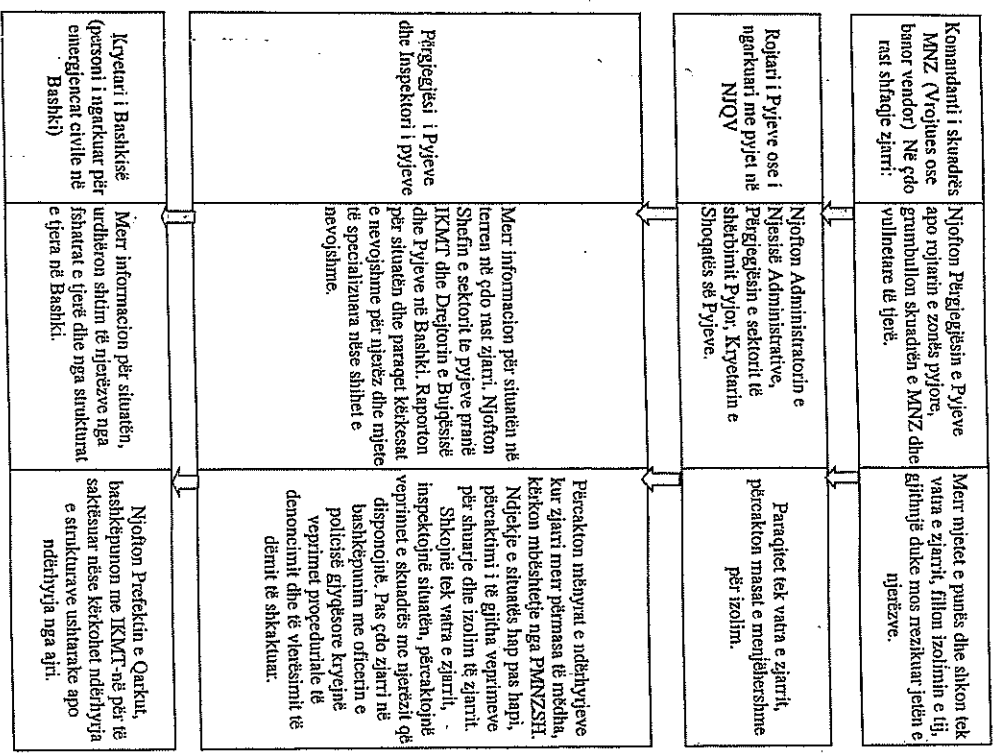 Komandanti i skuadrës
MNZ (Vrojtues ose
banor vendor) Në çdo
rast shfaqje zjarri:
Njofton Përgjegjësin e Pyjeve
apo rojtarin e zonës pyjore,
grumbullon skuadrën e MNZ dhe
vullnetare të tjerë.
Merr mjetet e punës dhe shkon tek
vatra e zjarrit, fillon izolimin e tij,
gjithnjë duke mos rrezikuar jetën e
njerëzve.
Rojtari i Pyjeve ose i
ngarkuari me pyjet në
NJQV
Njofton Administratorin e
Njesisë Administrative,
Përgjegjësin e sektorit të
shërbimit Pyjor, Kryetarin e
Shoqatës së Pyjeve.
Paraqitet tek vatra e zjarrit,
përcakton masat e menjëhershme
për izolim.
Përgjegjësi i Pyjeve
dhe Inspektori i pyjeve
Merr informacion për situatën në
terren në çdo rast zjarri. Njofton
Shefin e sektorit te pyjeve pranë
IKMT dhe Drejtorin e Bujqësisë
dhe Pyjeve në Bashki. Raporton
për situatën dhe paraqet kërkesat
e nevojshme për njerëz dhe mjete
të specializuara nëse shihet e
nevojshme.
Përcakton mënyrat e ndërhyrjeve
kur zjarri merr përmasa të mëdha,
kërkon mbështetje nga PMNZSH.
Ndjekje e situatës hap pas hapi,
përcaktimi i të gjitha veprimeve
për shuarje dhe izolim të zjarrit.
Shkojnë tek vatra e zjarrit,
inspektojnë situatën, përcaktojnë
veprimet e skuadrës me njerëzit që
disponojnë. Pas çdo zjarri në
bashkëpunim me oficerin e
policisë gjyqësore kryejnë
veprimet proçeduriale të
denoncimit dhe të vlerësimit të
dëmit të shkaktuar.
Kryetari i Bashkisë
(personi i ngarkuar për
emergjencat civile në
Bashki)
Merr informacion për situatën,
urdhëron shtim të njerëzve nga
fshatrat e tjerë dhe nga strukturat
e tjera në Bashki.
Njofton Prefektin e Qarkut,
bashkëpunon me IKMT-në për të
saktësuar nëse kërkohet ndërhyrja
e strukturave ushtarake apo
ndërhyrja nga ajri.